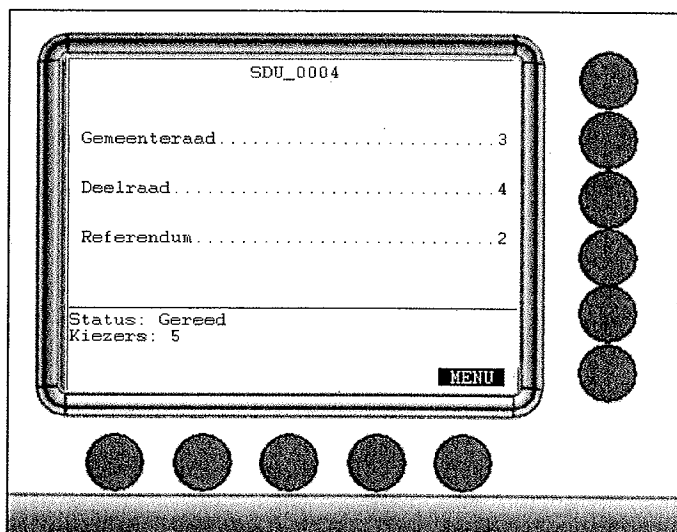 SDU_0004
Gemeenteraad..........................3
Deelraad..............................4
Referendum............................2
Status: Gereed
Kiezers: 5
MENU